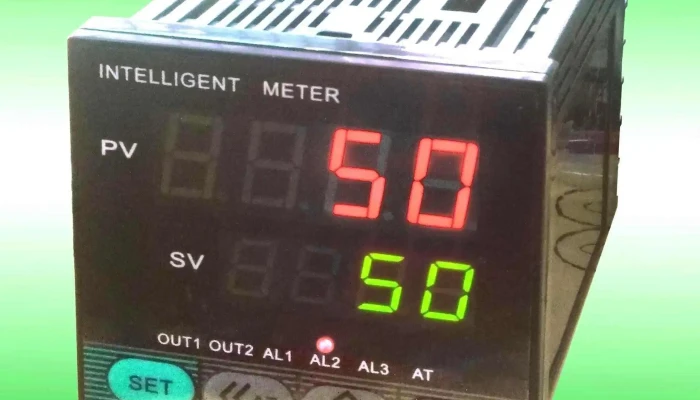 INTELLIGENT METER
PV 50
SV 50
OUT1 OUT2 AL1 AL2 AL3 AT
SET